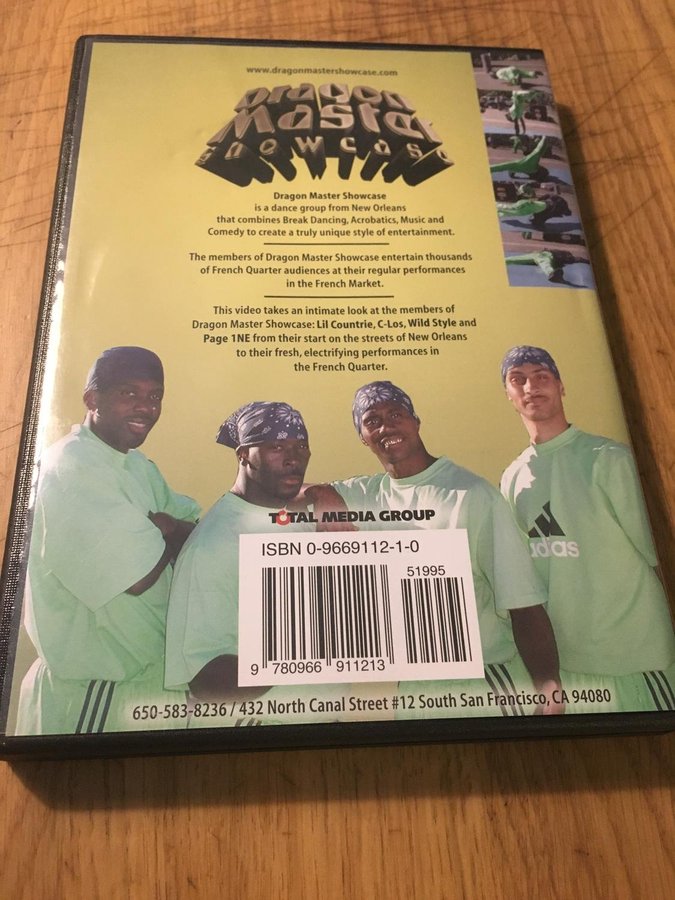 www.dragonmastershowcase.com
Dragon
Master
Showcase
Dragon Master Showcase
is a dance group from New Orleans
that combines Break Dancing, Acrobatics, Music and
Comedy to create a truly unique style of entertainment.
The members of Dragon Master Showcase entertain thousands
of French Quarter audiences at their regular performances
in the French Market.
This video takes an intimate look at the members of
Dragon Master Showcase: Lil Countrie, C-Los, Wild Style and
Page 1NE from their start on the streets of New Orleans
to their fresh, electrifying performances in
the French Quarter.
TOTAL MEDIA GROUP
adidas
ISBN 0-9669112-1-0
51995
9 780966 911213
650-583-8236 / 432 North Canal Street #12 South San Francisco, CA 94080